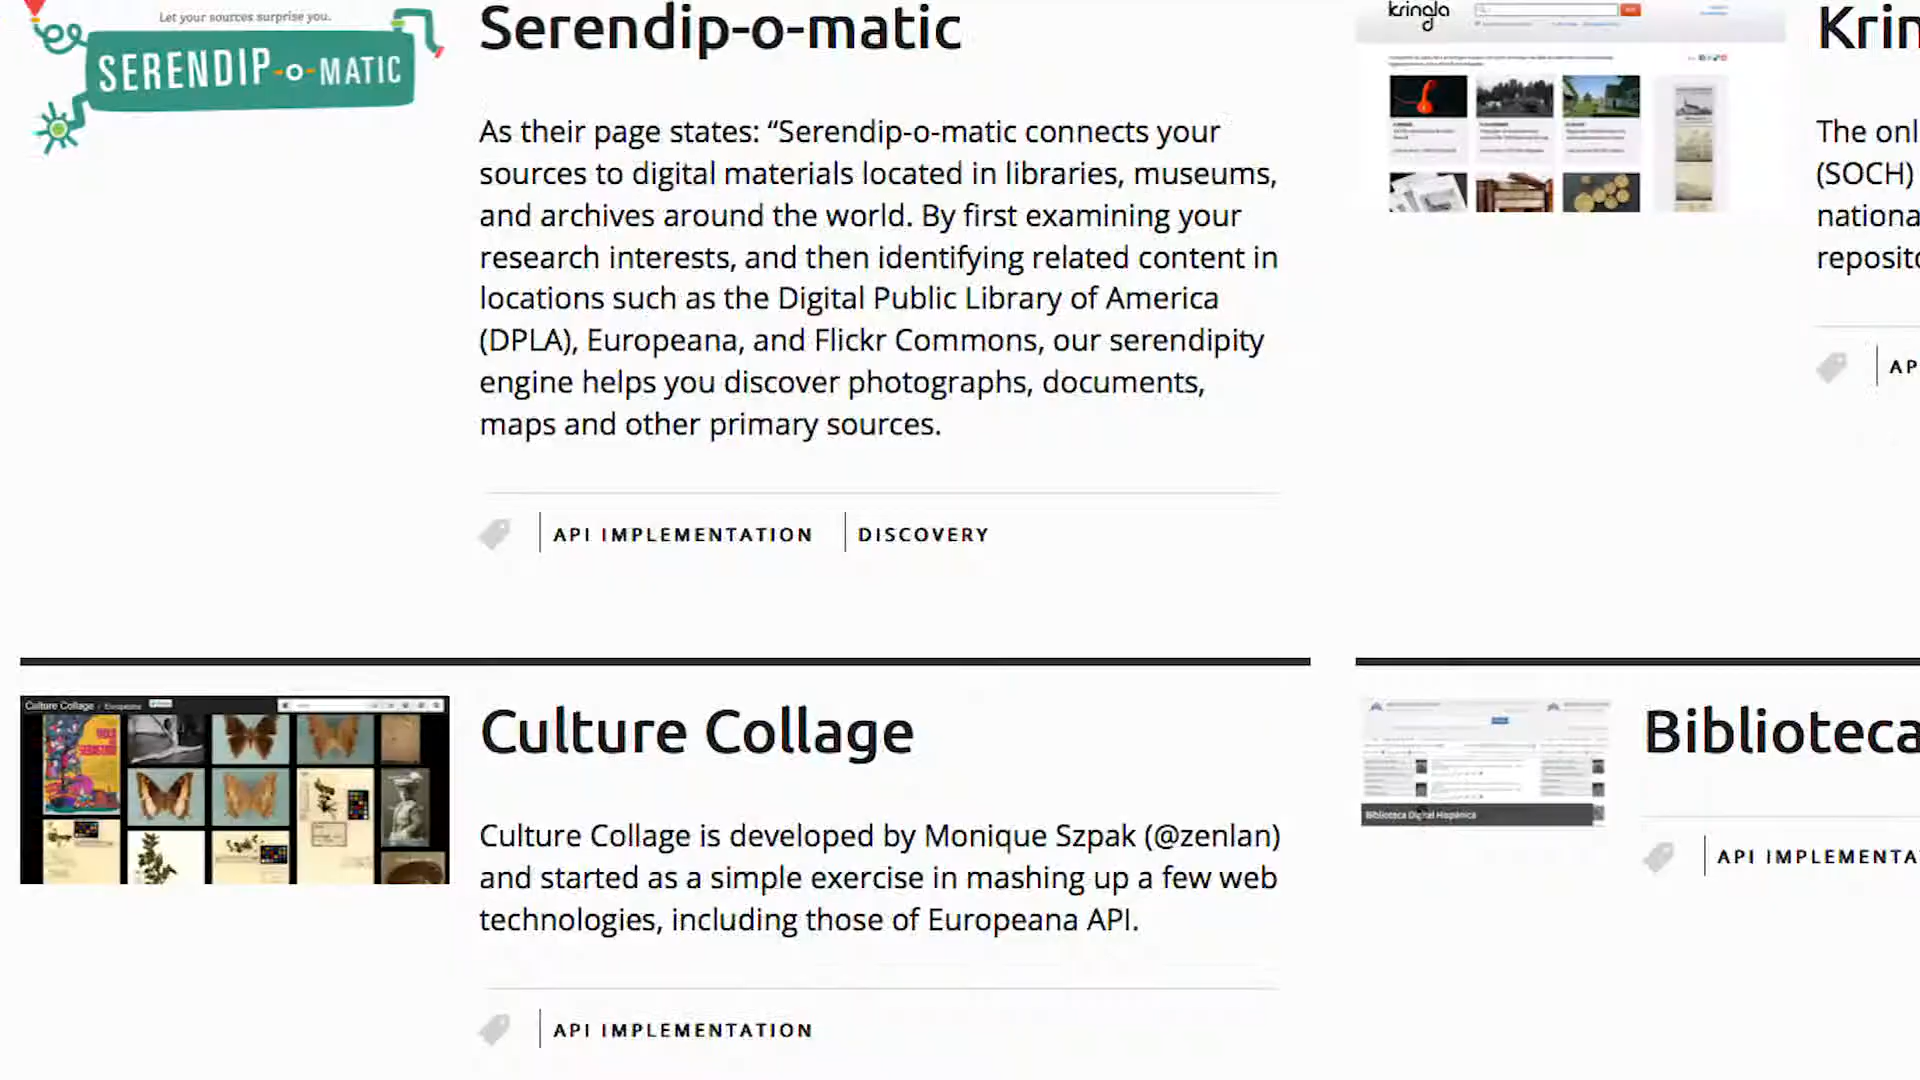 Let your sources surprise you.
SERENDIP-o-MATIC
Serendip-o-matic
As their page states: “Serendip-o-matic connects your
sources to digital materials located in libraries, museums,
and archives around the world. By first examining your
research interests, and then identifying related content in
locations such as the Digital Public Library of America
(DPLA), Europeana, and Flickr Commons, our serendipity
engine helps you discover photographs, documents,
maps and other primary sources.
API IMPLEMENTATION
DISCOVERY
kringla
Krin
The onl
(SOCH)
nationa
reposito
AP
Culture Collage / Europeana
Culture Collage
Culture Collage is developed by Monique Szpak (@zenlan)
and started as a simple exercise in mashing up a few web
technologies, including those of Europeana API.
API IMPLEMENTATION
Biblioteca Digital Hispánica
Biblioteca
API IMPLEMENTA